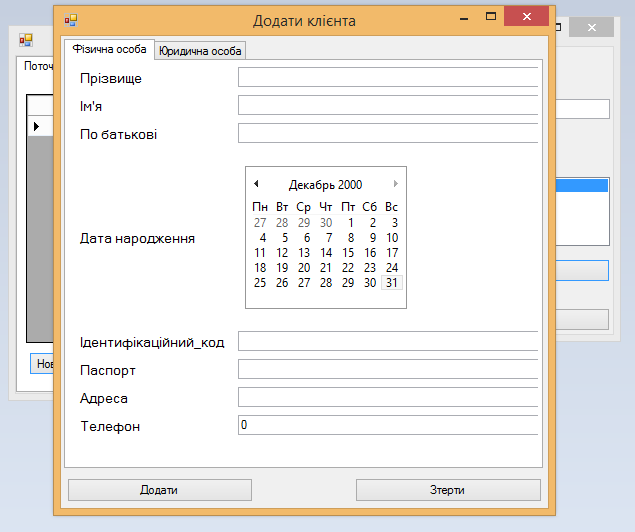 Додати клієнта
Поточ
Фізична особа
Юридична особа
Прізвище
Ім'я
По батькові
Декабрь 2000
Пн Вт Ср Чт Пт Сб Вс
27 28 29 30 1 2 3
4 5 6 7 8 9 10
11 12 13 14 15 16 17
18 19 20 21 22 23 24
25 26 27 28 29 30 31
Дата народження
Ідентифікаційний_код
Нов
Паспорт
Адреса
Телефон 0
Додати
Зтерти